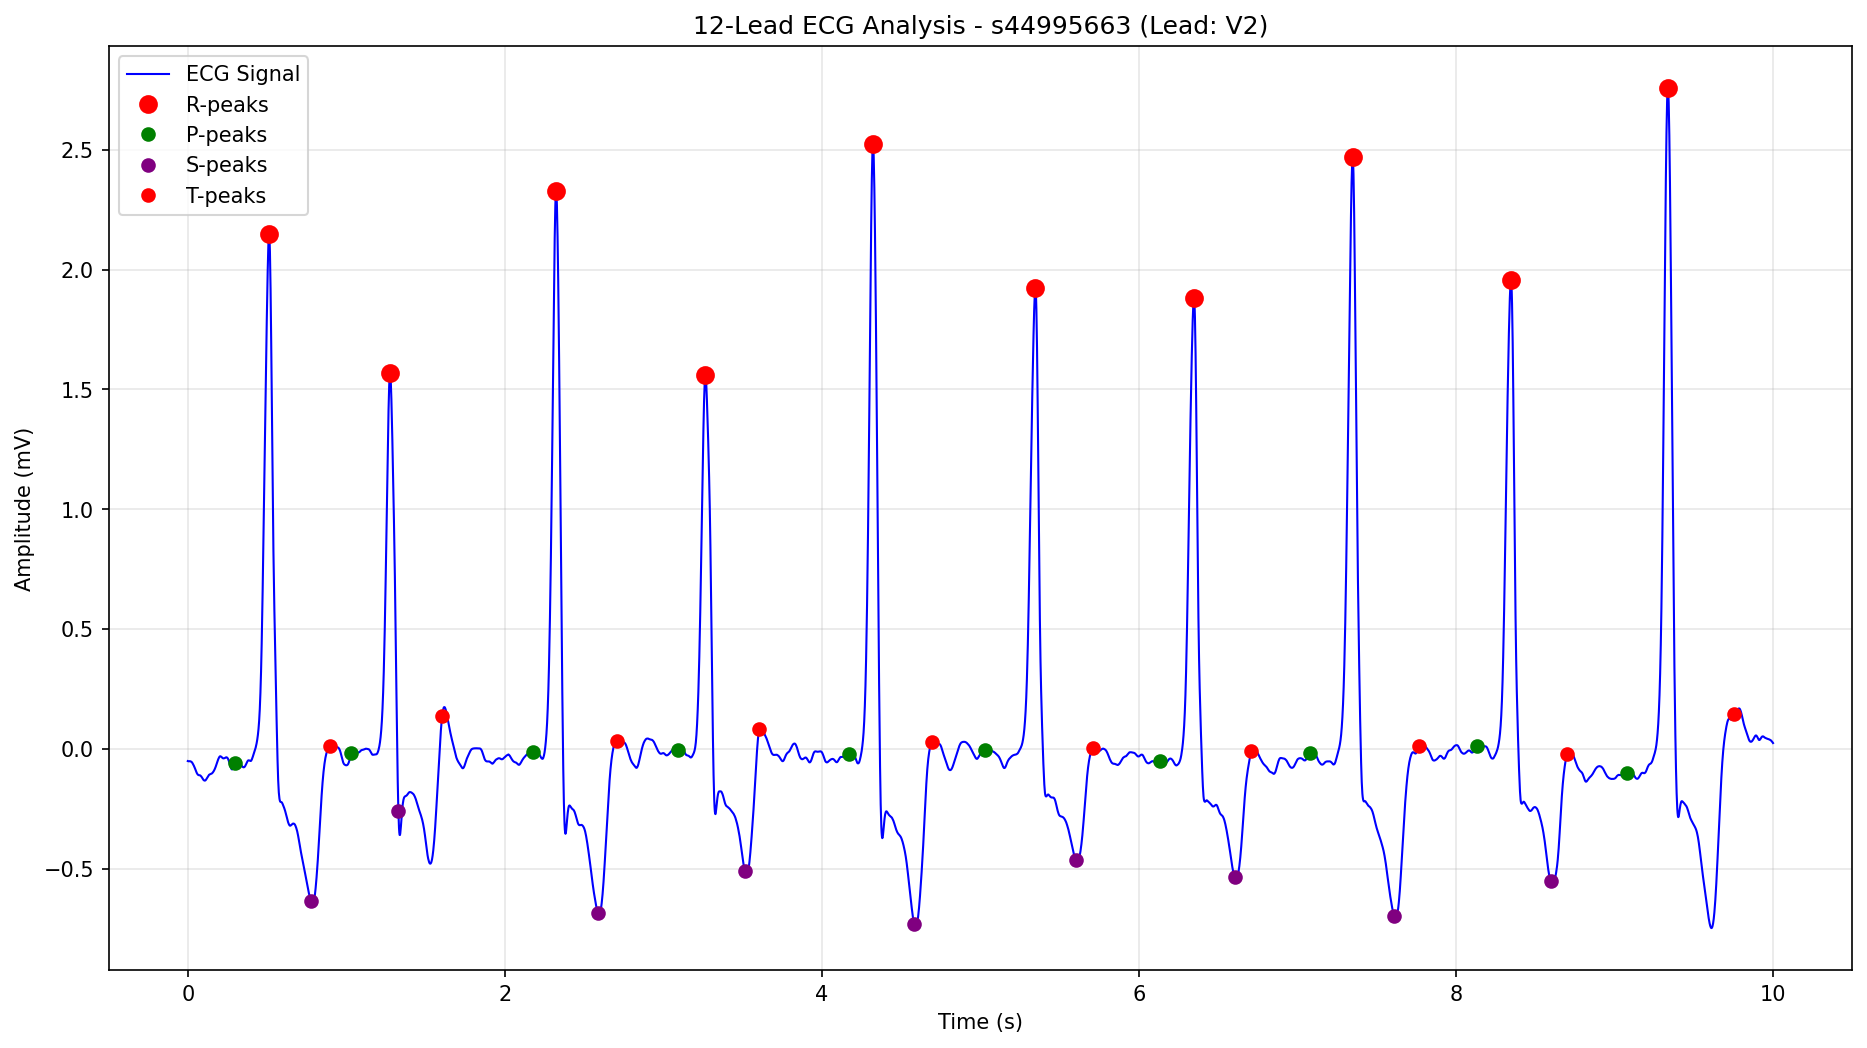 12-Lead ECG Analysis - s44995663 (Lead: V2)
ECG Signal
R-peaks
P-peaks
S-peaks
T-peaks
Amplitude (mV)
2.5
2.0
1.5
1.0
0.5
0.0
−0.5
0 2 4 6 8 10
Time (s)